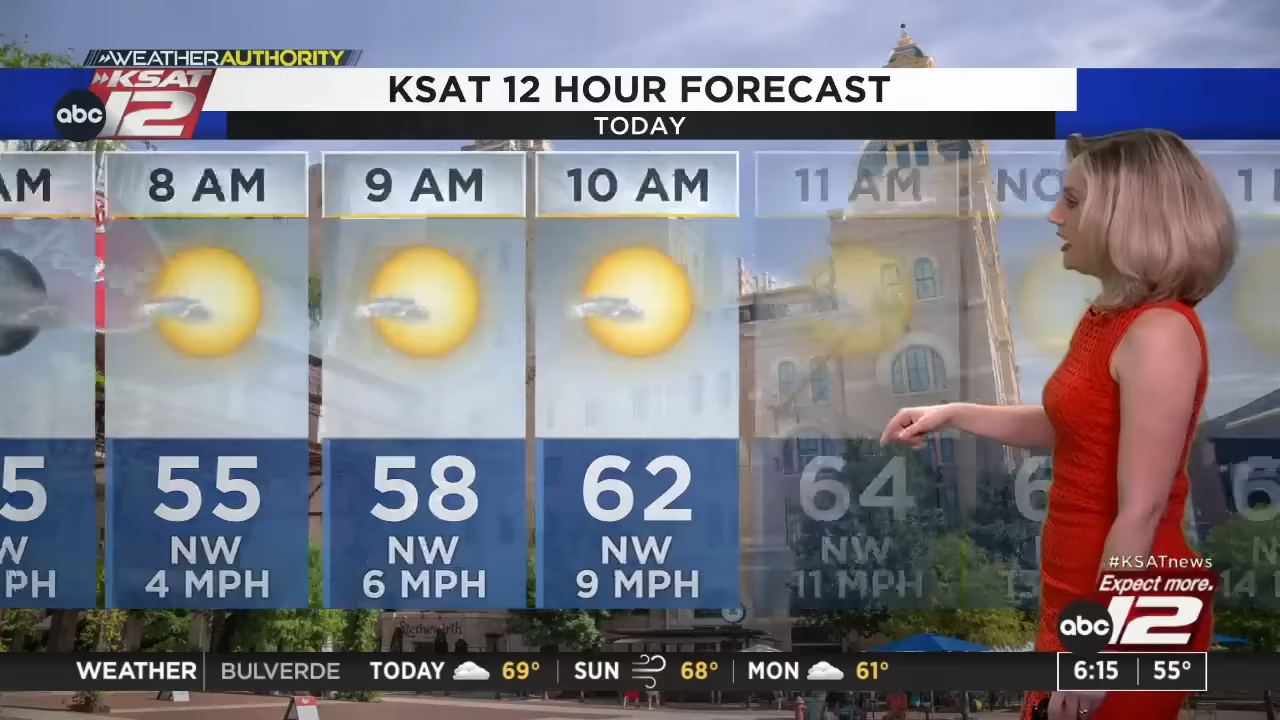 WEATHERAUTHORITY
KSAT
abc 12
KSAT 12 HOUR FORECAST
TODAY
AM 8 AM 9 AM 10 AM 11 AM
55 58 62 64
NW NW NW NW
4 MPH 6 MPH 9 MPH 11 MPH
#KSATnews
Expect more.
abc 12
WEATHER BULVERDE TODAY 69° SUN 68° MON 61° 6:15 55°